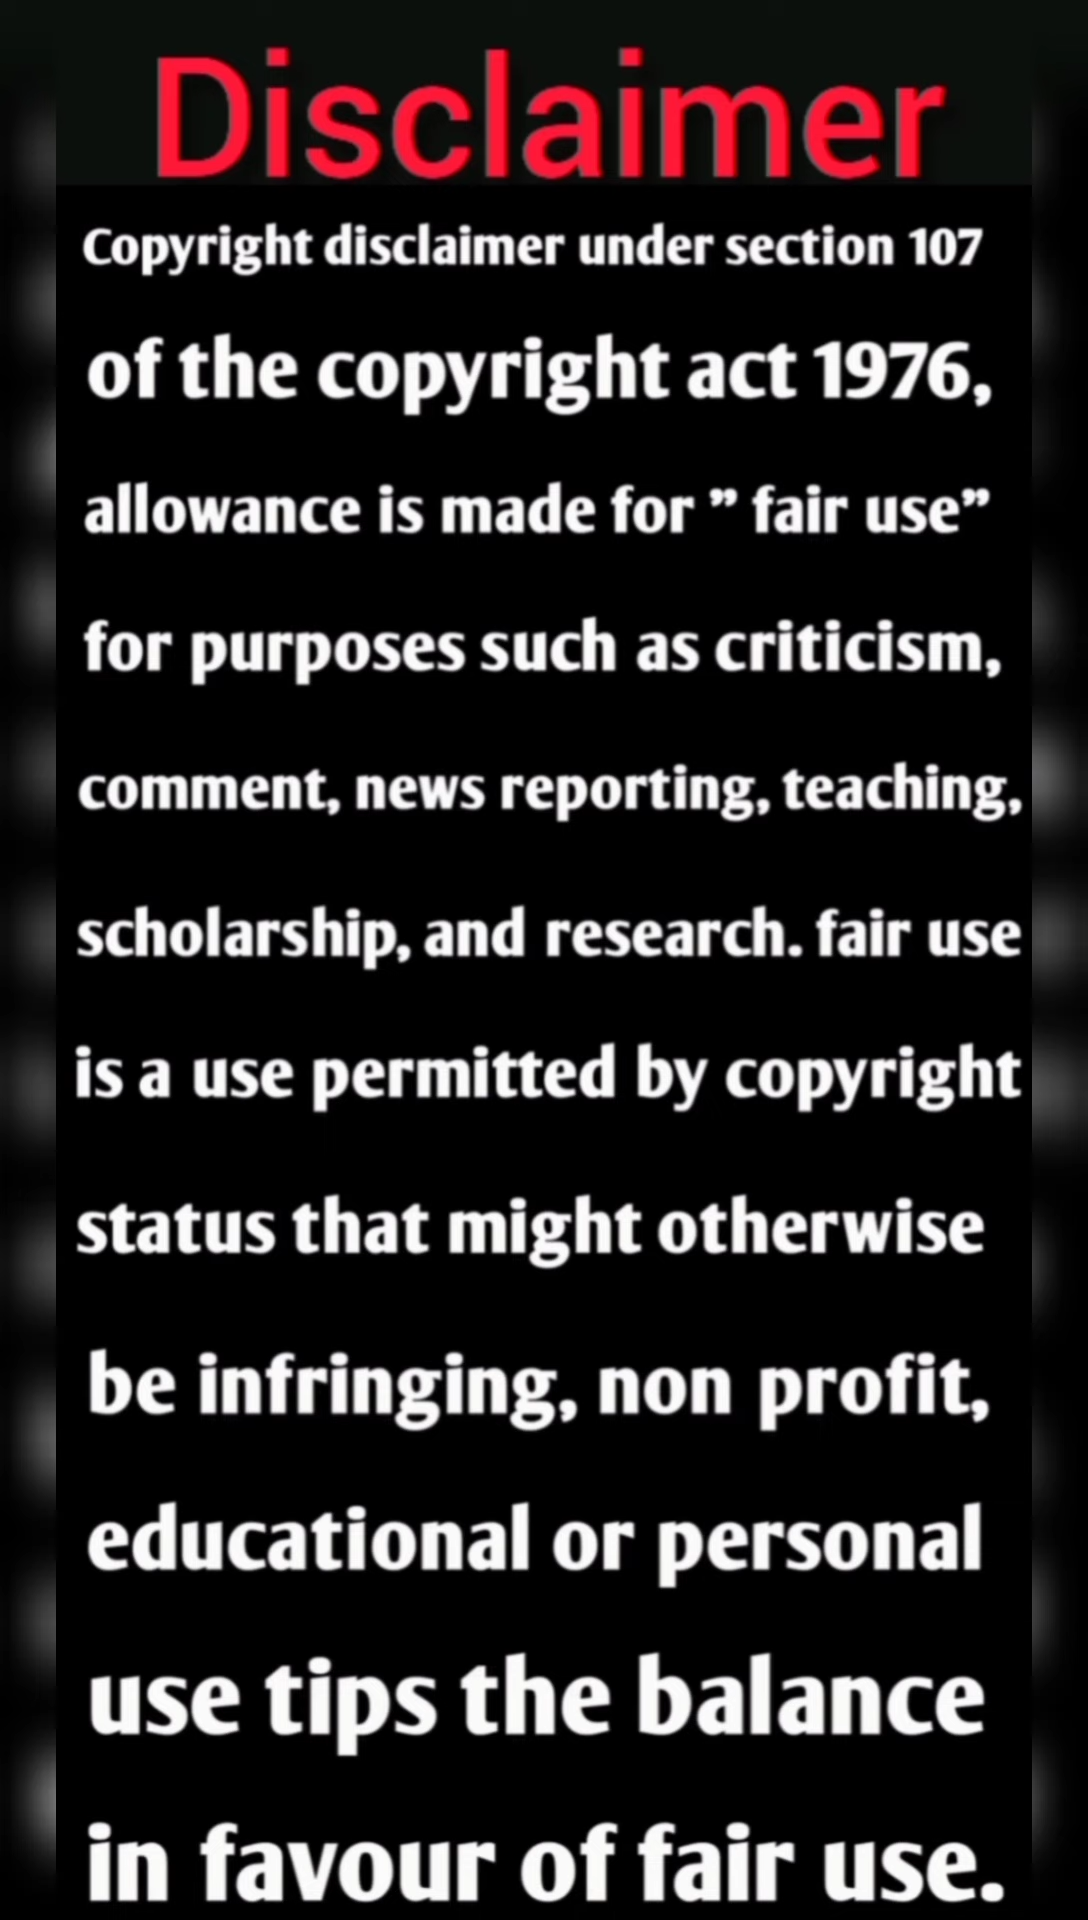 Disclaimer
Copyright disclaimer under section 107
of the copyright act 1976,
allowance is made for ” fair use”
for purposes such as criticism,
comment, news reporting, teaching,
scholarship, and research. fair use
is a use permitted by copyright
status that might otherwise
be infringing, non profit,
educational or personal
use tips the balance
in favour of fair use.